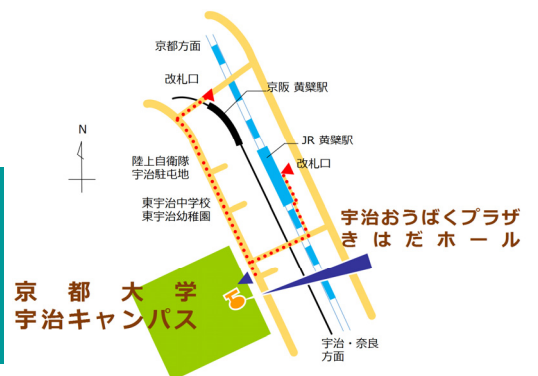 京都方面
改札口
京阪 黄檗駅
N
JR 黄檗駅
改札口
陸上自衛隊
宇治駐屯地
東宇治中学校
東宇治幼稚園
宇治おうばくプラザ
きはだホール
京都大学
宇治キャンパス
宇治・奈良
方面